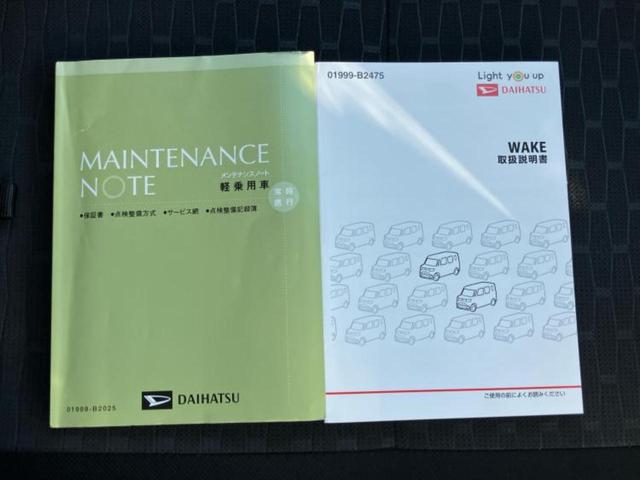 MAINTENANCE
NOTE
メンテナンスノート
軽乗用車
常時
携行
●保証書 ●点検整備方式 ●サービス網 ●点検整備記録簿
DAIHATSU
01999-B2025
01999-B2475
Light you up
DAIHATSU
WAKE
取扱説明書
ご使用の前によくお読みください